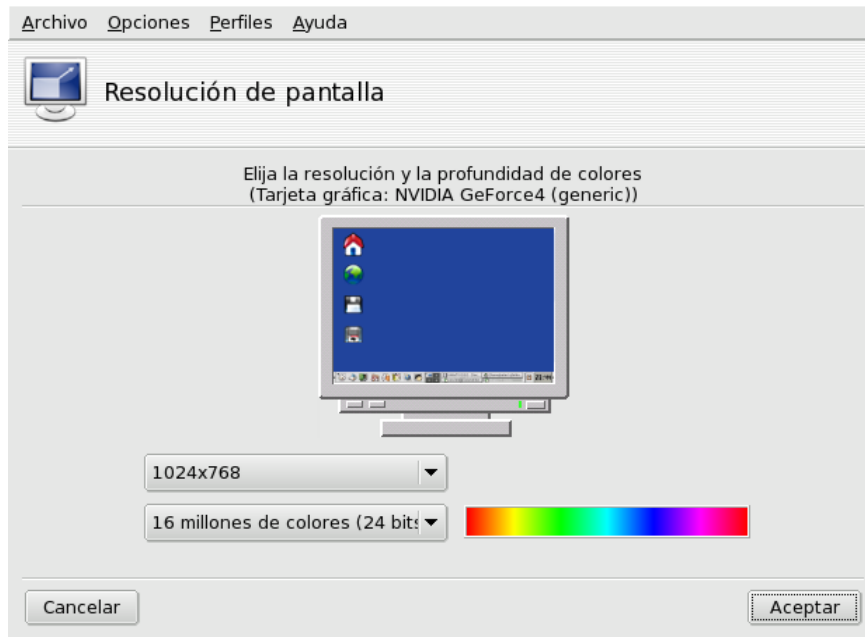 Archivo Opciones Perfiles Ayuda
Resolución de pantalla
Elija la resolución y la profundidad de colores
(Tarjeta gráfica: NVIDIA GeForce4 (generic))
1024x768
16 millones de colores (24 bits
Cancelar Aceptar